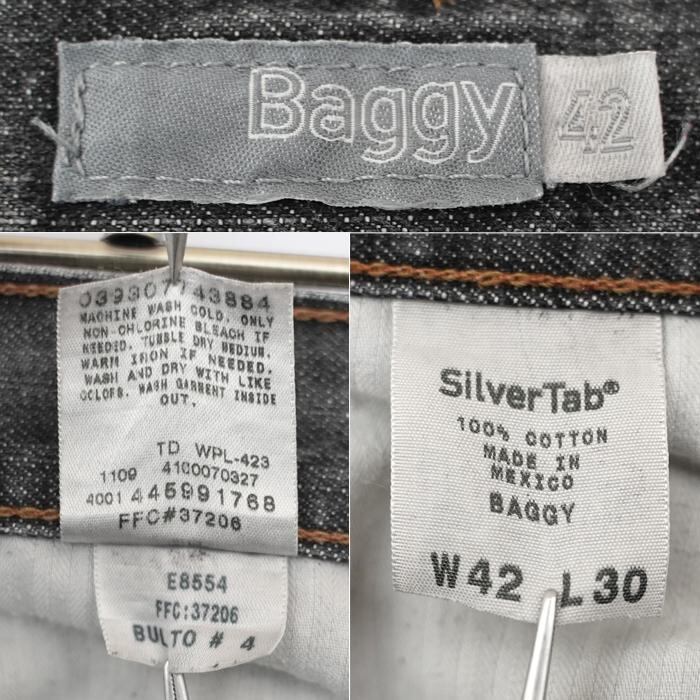 Baggy
42
039307743884
MACHINE WASH COLD. ONLY
NON-CHLORINE BLEACH IF
NEEDED. TUMBLE DRY MEDIUM.
WARM IRON IF NEEDED.
WASH AND DRY WITH LIKE
COLORS. WASH GARMENT INSIDE
OUT.
TD WPL-423
1109 4100070327
4001 445991768
FFC#37206
E8554
FFC:37206
BULTO # 4
SilverTab®
100% COTTON
MADE IN
MEXICO
BAGGY
W42 L30